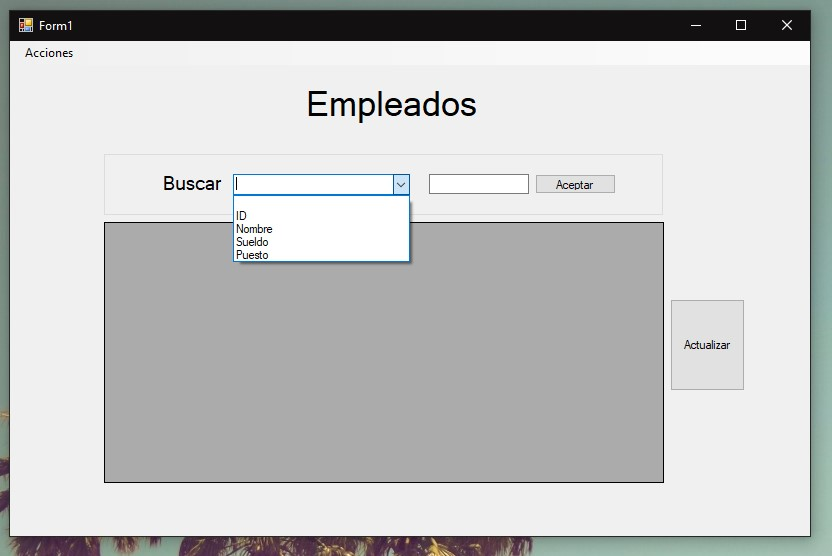 Form1
Acciones
Empleados
Buscar
Aceptar
ID
Nombre
Sueldo
Puesto
Actualizar